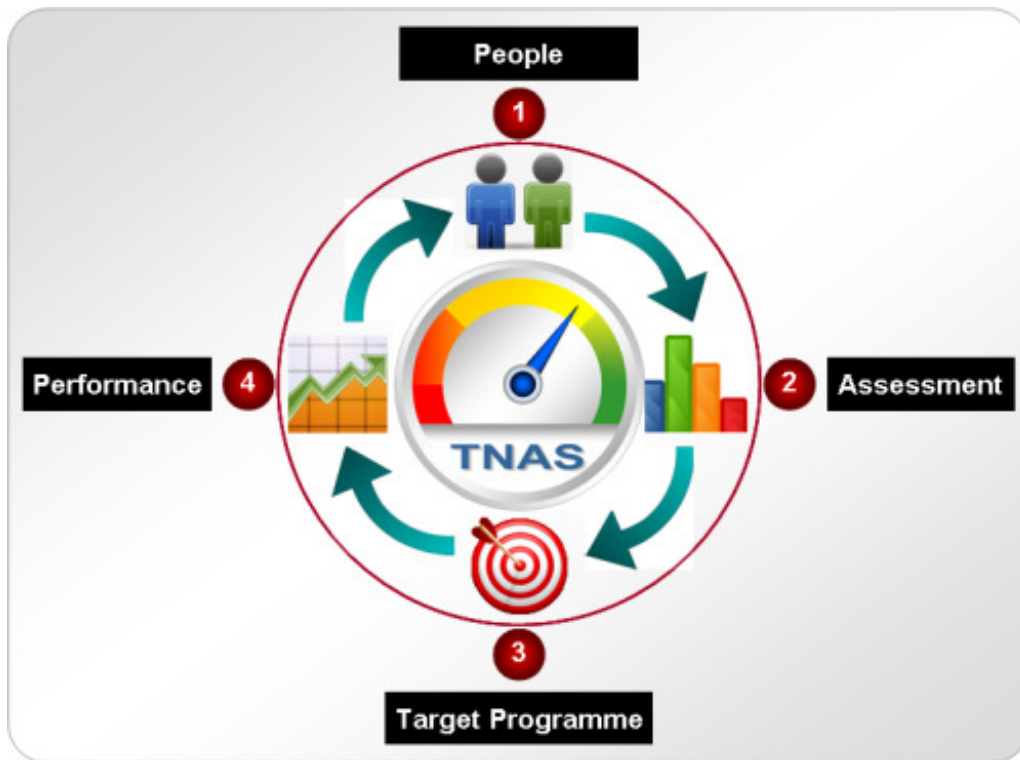 People
1
Performance
4
2
Assessment
TNAS
3
Target Programme